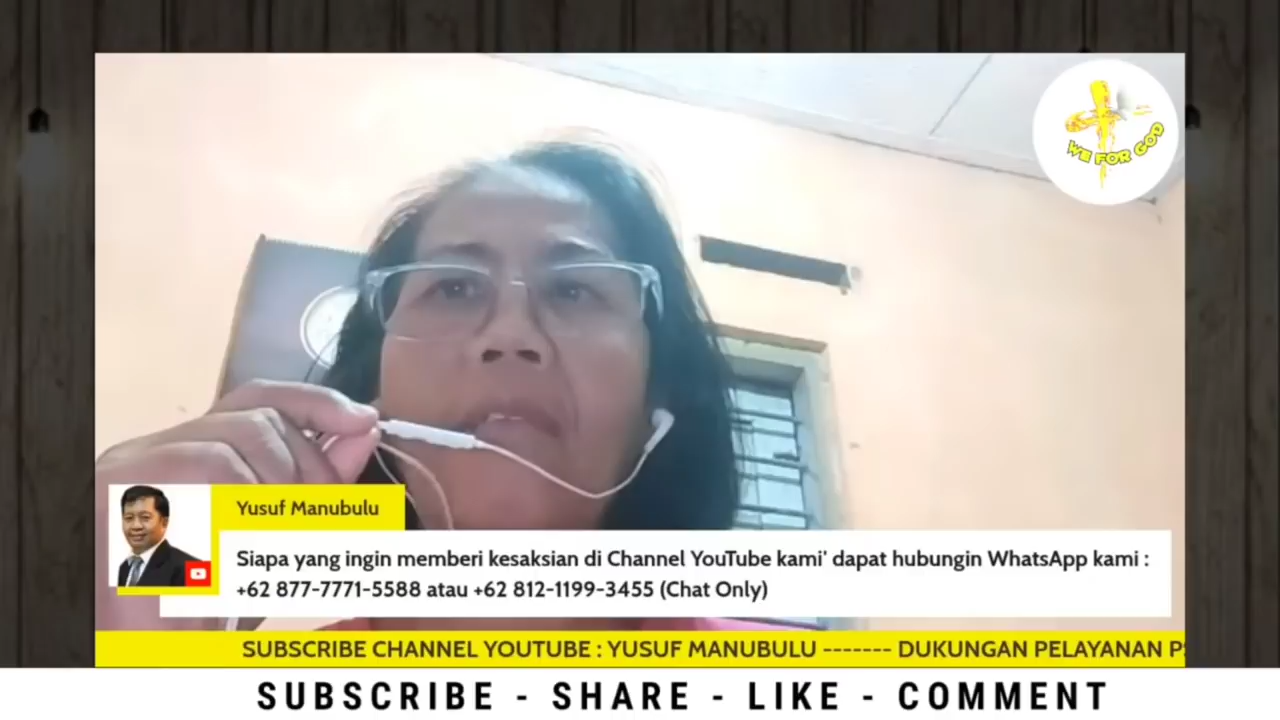 WE FOR GOD
Yusuf Manubulu
Siapa yang ingin memberi kesaksian di Channel YouTube kami' dapat hubungin WhatsApp kami :
+62 877-7771-5588 atau +62 812-1199-3455 (Chat Only)
SUBSCRIBE CHANNEL YOUTUBE : YUSUF MANUBULU ------- DUKUNGAN PELAYANAN
SUBSCRIBE - SHARE - LIKE - COMMENT